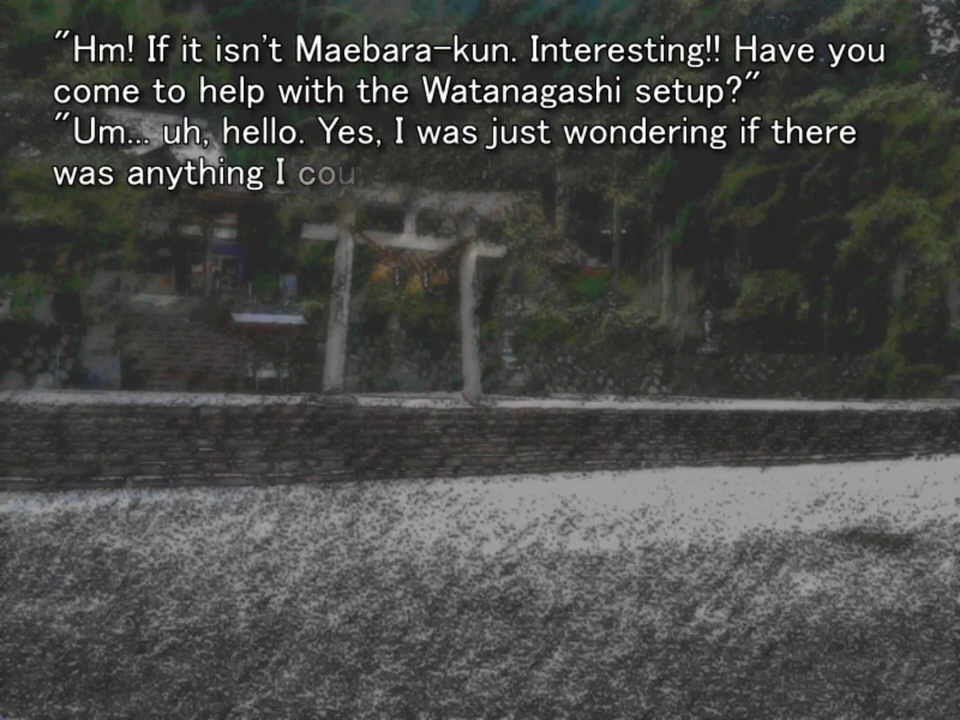 "Hm! If it isn't Maebara-kun. Interesting!! Have you
come to help with the Watanagashi setup?"
"Um... uh, hello. Yes, I was just wondering if there
was anything I cou